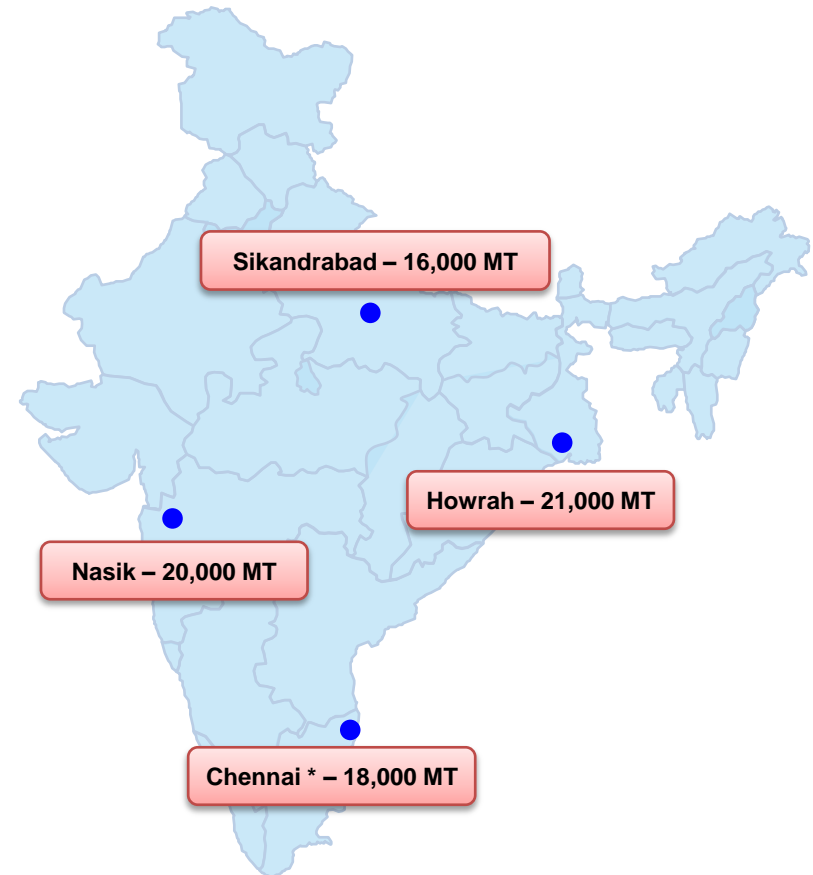 Sikandrabad – 16,000 MT
Howrah – 21,000 MT
Nasik – 20,000 MT
Chennai * – 18,000 MT